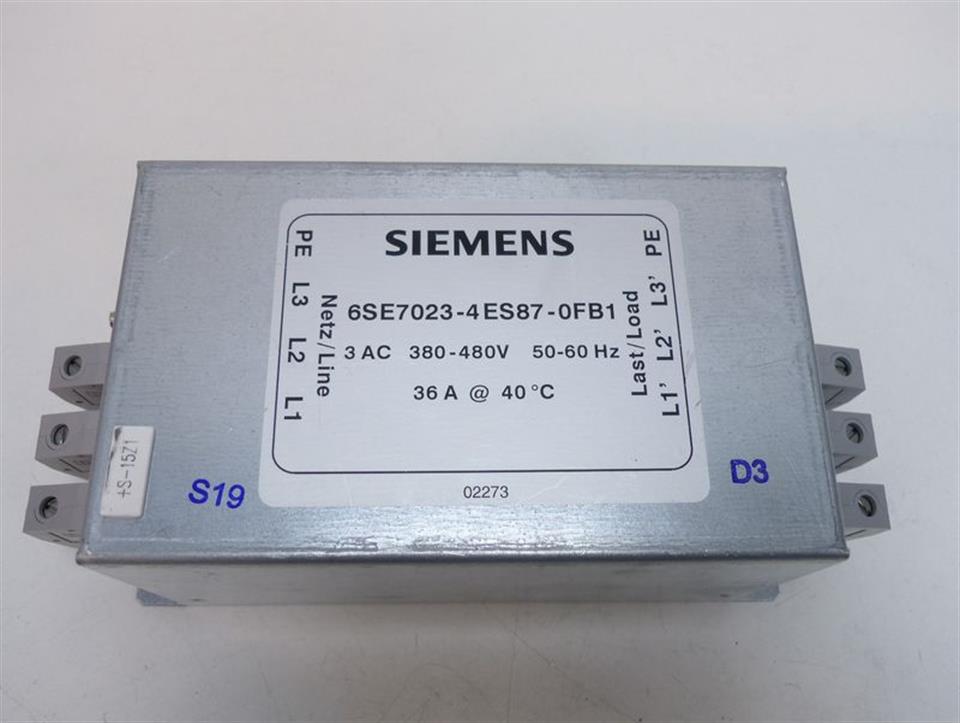 SIEMENS
6SE7023-4ES87-0FB1
3 AC 380-480V 50-60 Hz
36 A @ 40 °C
PE L3 L2 L1
Netz/Line
Last/Load
L1' L2' L3' PE
02273
+S-15Z1
S19
D3